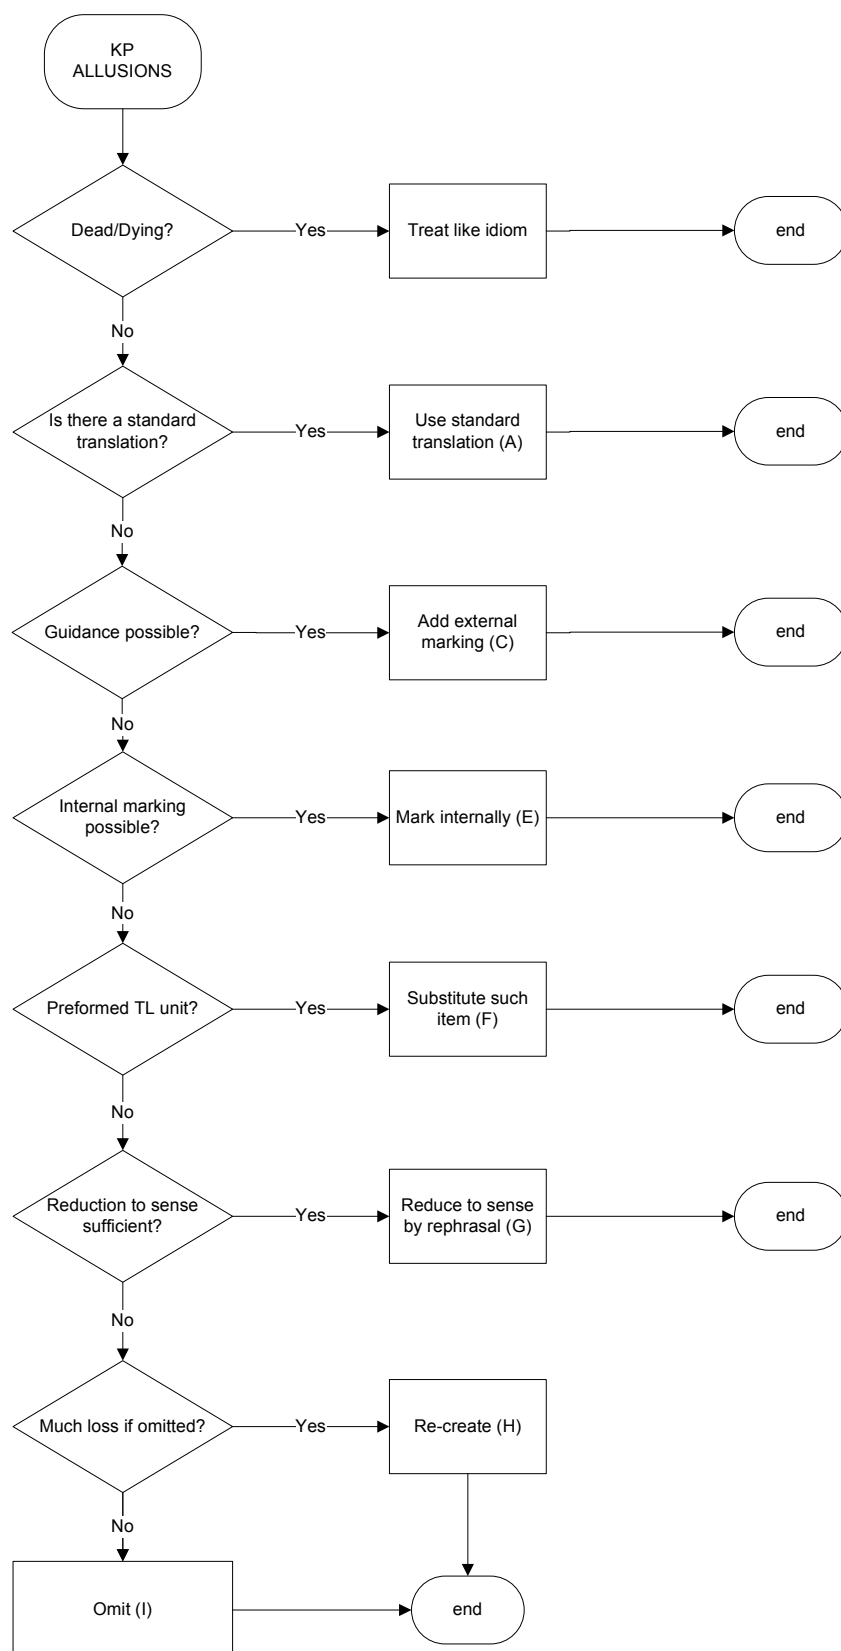 KP
ALLUSIONS
Dead/Dying?
Yes
Treat like idiom
end
No
Is there a standard
translation?
Yes
Use standard
translation (A)
end
No
Guidance possible?
Yes
Add external
marking (C)
end
No
Internal marking
possible?
Yes
Mark internally (E)
end
No
Preformed TL unit?
Yes
Substitute such
item (F)
end
No
Reduction to sense
sufficient?
Yes
Reduce to sense
by rephrasal (G)
end
No
Much loss if omitted?
Yes
Re-create (H)
No
Omit (I)
end